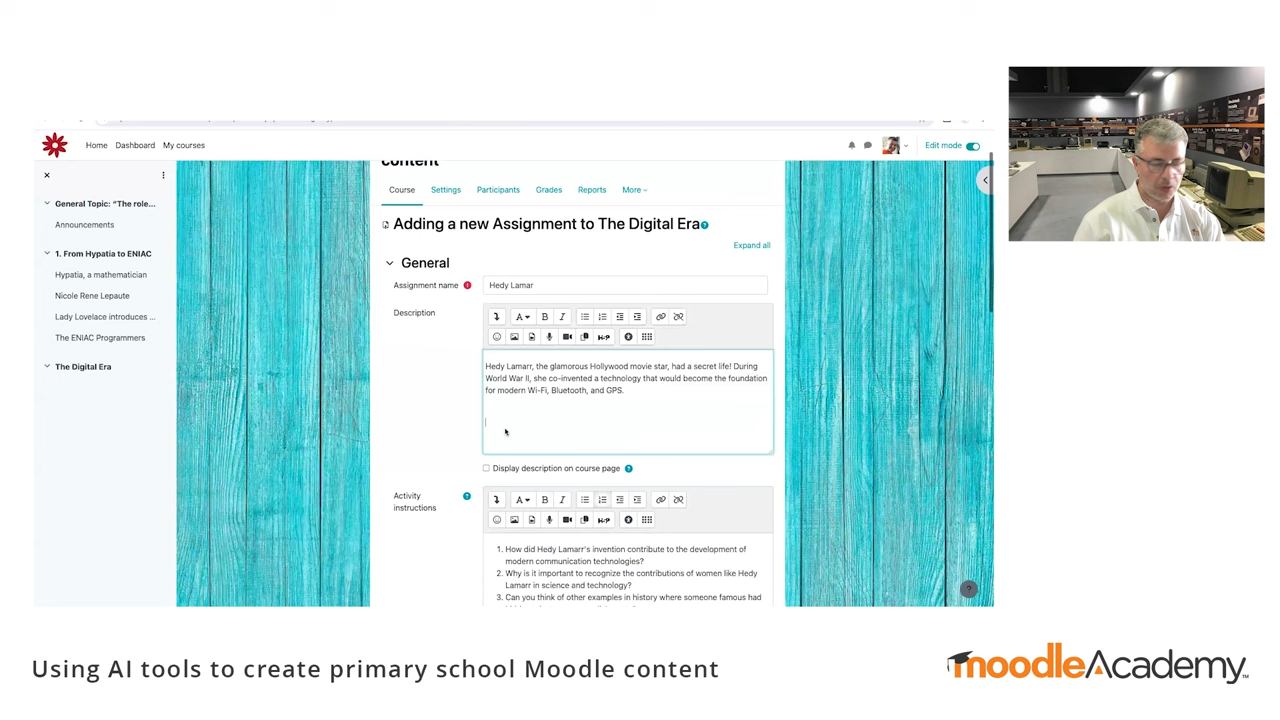 Home Dashboard My courses
Edit mode
content
Course Settings Participants Grades Reports More
General Topic: “The role...
Announcements
1. From Hypatia to ENIAC
Hypatia, a mathematician
Nicole Rene Lepaute
Lady Lovelace introduces ...
The ENIAC Programmers
The Digital Era
Adding a new Assignment to The Digital Era
Expand all
General
Assignment name
Hedy Lamar
Description
Hedy Lamarr, the glamorous Hollywood movie star, had a secret life! During
World War II, she co-invented a technology that would become the foundation
for modern Wi-Fi, Bluetooth, and GPS.
Display description on course page
Activity
instructions
1. How did Hedy Lamarr's invention contribute to the development of
modern communication technologies?
2. Why is it important to recognize the contributions of women like Hedy
Lamarr in science and technology?
3. Can you think of other examples in history where someone famous had
Using AI tools to create primary school Moodle content
moodleAcademy™